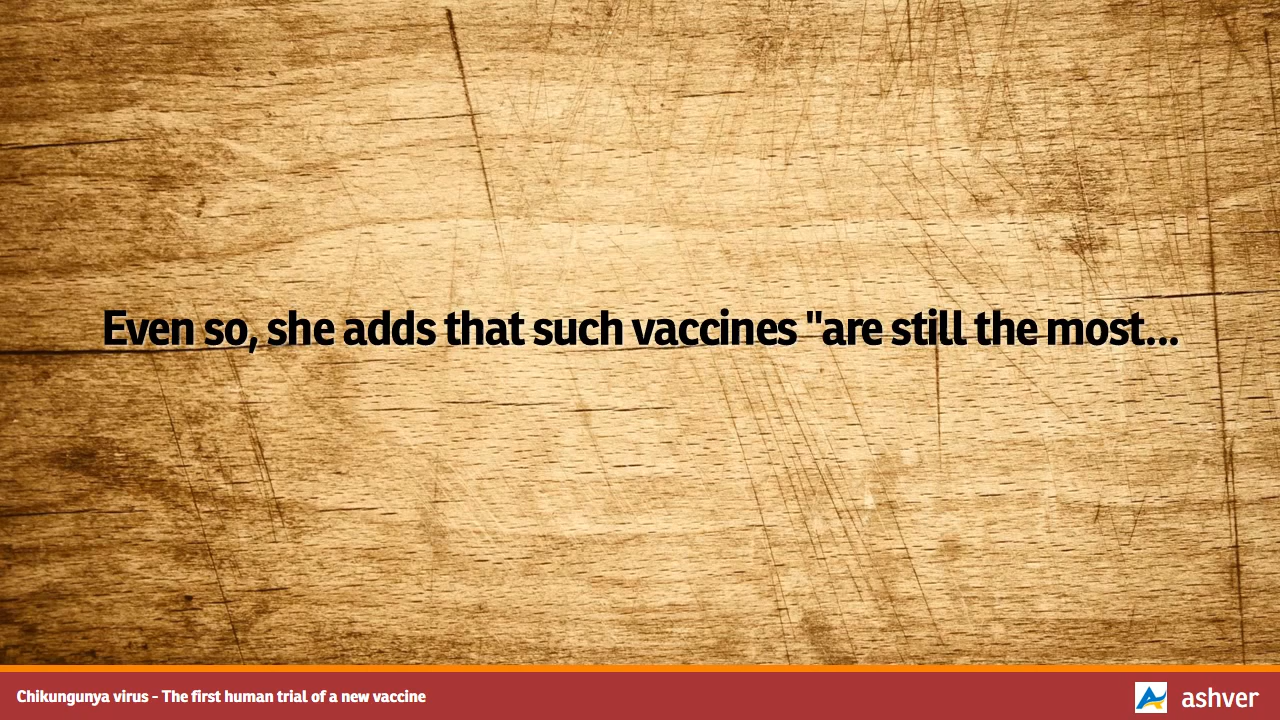 Even so, she adds that such vaccines "are still the most...
Chikungunya virus - The first human trial of a new vaccine
ashver